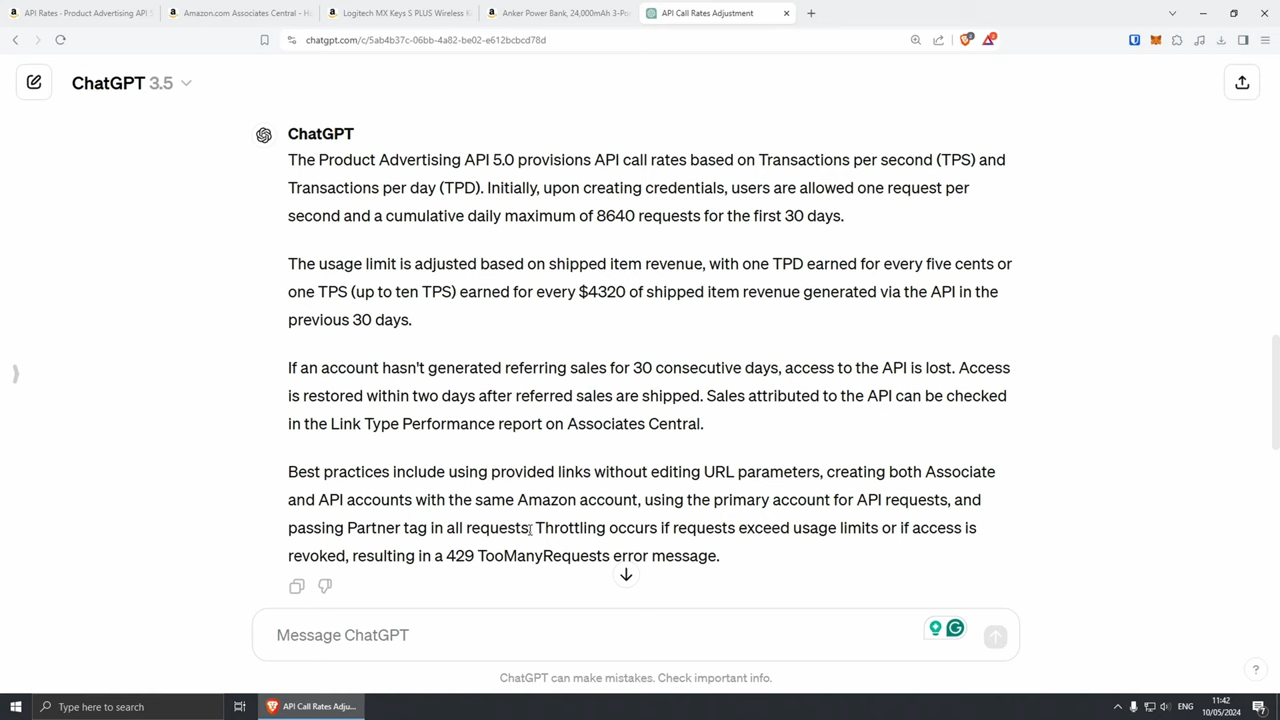 API Rates - Product Advertising API 5
Amazon.com Associates Central - H
Logitech MX Keys S PLUS Wireless K
Anker Power Bank, 24,000mAh 3-Po
API Call Rates Adjustment
chatgpt.com/c/5ab4b37c-06bb-4a82-be02-e612bcbcd78d
ChatGPT 3.5
ChatGPT
The Product Advertising API 5.0 provisions API call rates based on Transactions per second (TPS) and
Transactions per day (TPD). Initially, upon creating credentials, users are allowed one request per
second and a cumulative daily maximum of 8640 requests for the first 30 days.
The usage limit is adjusted based on shipped item revenue, with one TPD earned for every five cents or
one TPS (up to ten TPS) earned for every $4320 of shipped item revenue generated via the API in the
previous 30 days.
If an account hasn't generated referring sales for 30 consecutive days, access to the API is lost. Access
is restored within two days after referred sales are shipped. Sales attributed to the API can be checked
in the Link Type Performance report on Associates Central.
Best practices include using provided links without editing URL parameters, creating both Associate
and API accounts with the same Amazon account, using the primary account for API requests, and
passing Partner tag in all requests. Throttling occurs if requests exceed usage limits or if access is
revoked, resulting in a 429 TooManyRequests error message.
Message ChatGPT
ChatGPT can make mistakes. Check important info.
?
Type here to search
API Call Rates Adju...
ENG
11:42
10/05/2024